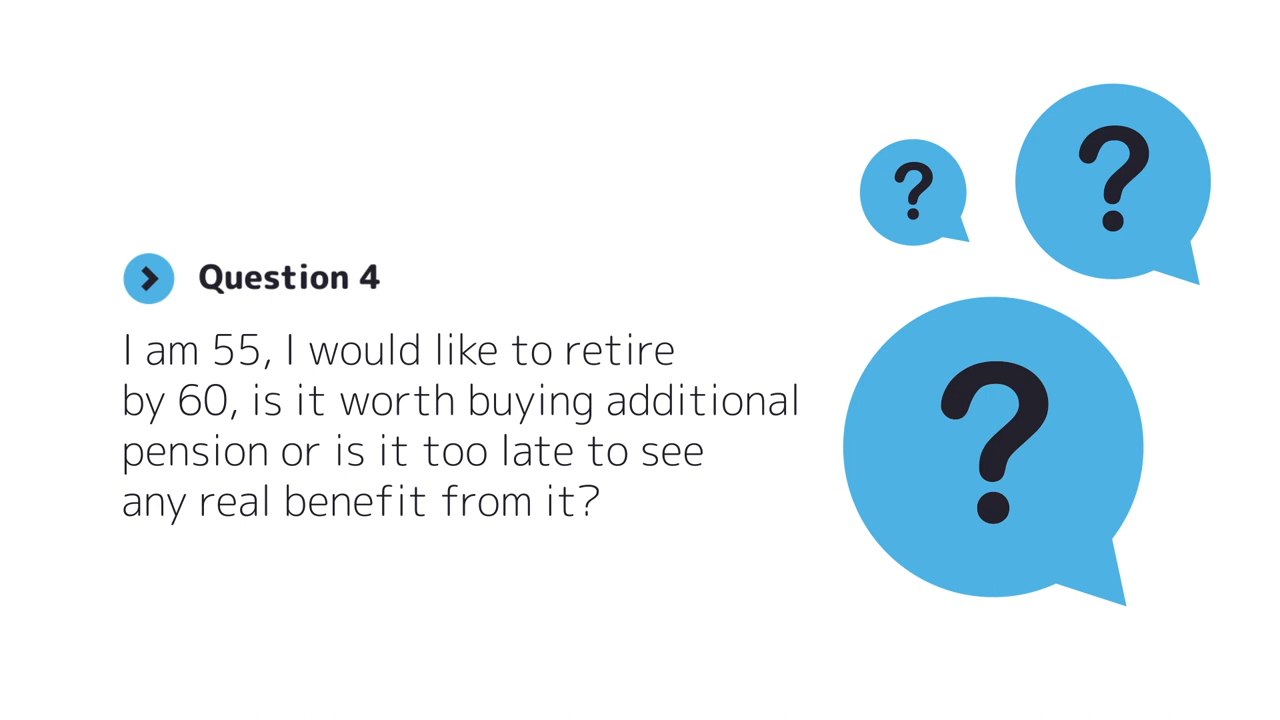 Question 4
I am 55, I would like to retire
by 60, is it worth buying additional
pension or is it too late to see
any real benefit from it?
?
?
?